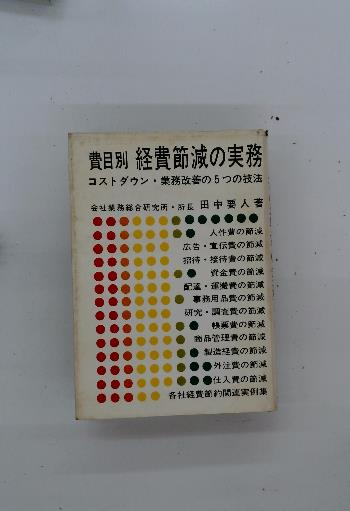 費目別 経費節減の実務
コストダウン・業務改善の5つの技法
会社業務総合研究所・所長 田中要人著
人件費の節減
広告・宣伝費の節減
招待・接待費の節減
資金費の節減
配達・運搬費の節減
事務用品費の節減
研究・調査費の節減
帳票費の節減
商品管理費の節減
製造経費の節減
外注費の節減
仕入費の節減
各社経費節約関連実例集